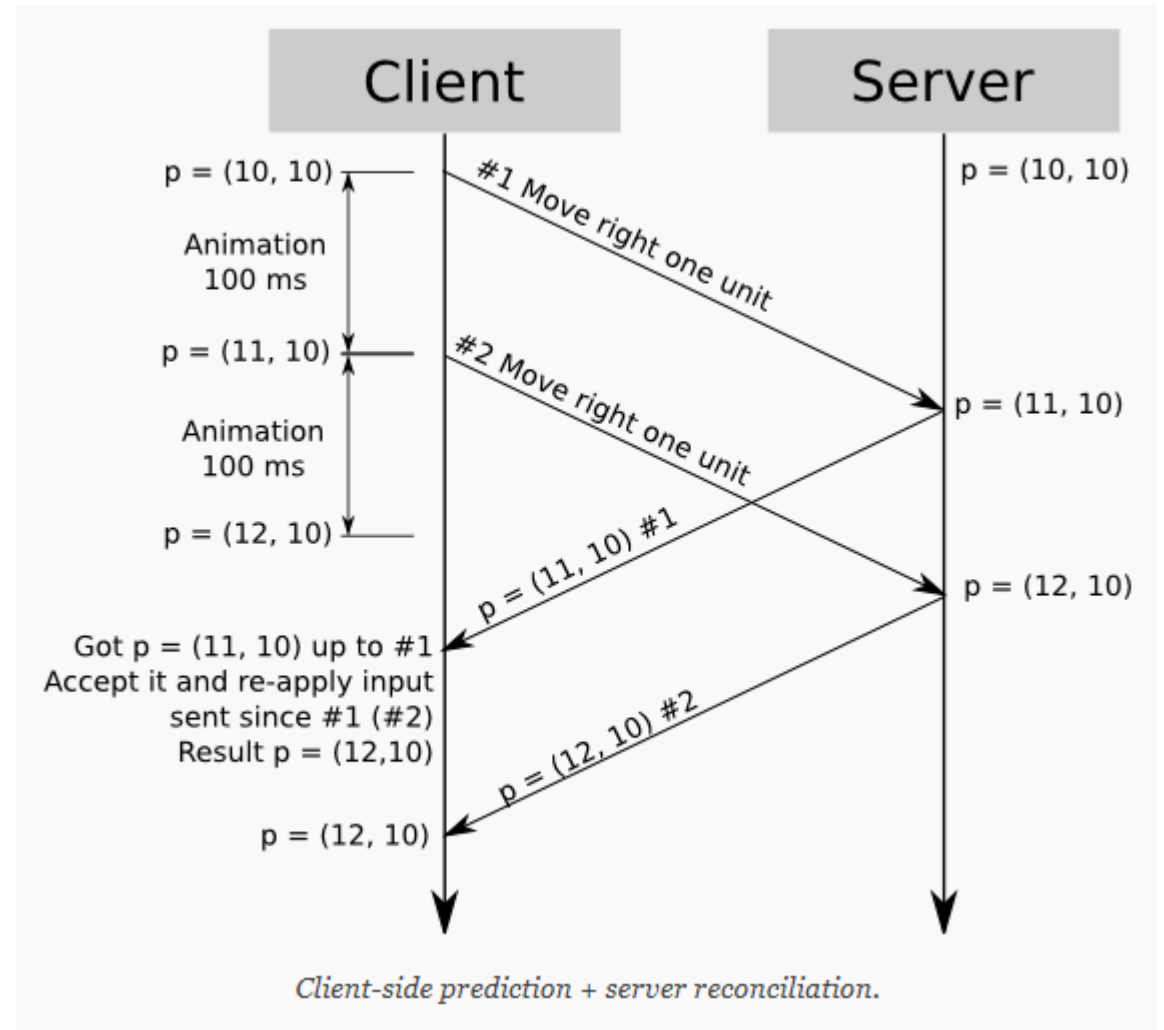 Client
Server
p = (10, 10)
#1 Move right one unit
p = (10, 10)
Animation
100 ms
p = (11, 10)
#2 Move right one unit
p = (11, 10)
Animation
100 ms
p = (12, 10)
p = (11, 10) #1
p = (12, 10)
Got p = (11, 10) up to #1
Accept it and re-apply input
sent since #1 (#2)
Result p = (12,10)
p = (12, 10) #2
p = (12, 10)
Client-side prediction + server reconciliation.